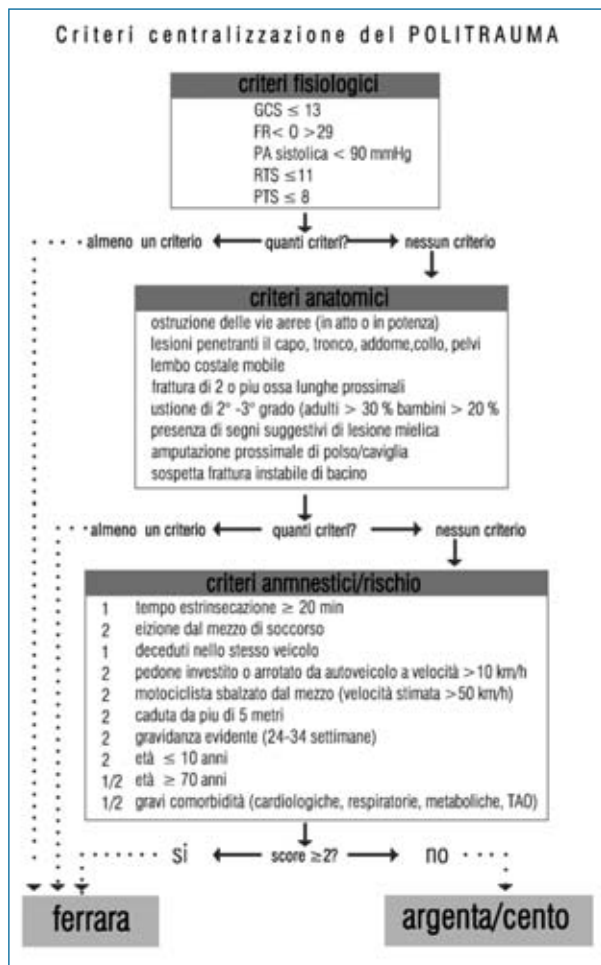 Criteri centralizzazione del POLITRAUMA
criteri fisiologici
GCS ≤ 13
FR< O >29
PA sistolica < 90 mmHg
RTS ≤11
PTS ≤ 8
almeno un criterio quanti criteri? nessun criterio
criteri anatomici
ostruzione delle vie aeree (in atto o in potenza)
lesioni penetranti il capo, tronco, addome,collo, pelvi
lembo costale mobile
frattura di 2 o piu ossa lunghe prossimali
ustione di 2° -3° grado (adulti > 30 % bambini > 20 %
presenza di segni suggestivi di lesione mielica
amputazione prossimale di polso/caviglia
sospetta frattura instabile di bacino
almeno un criterio quanti criteri? nessun criterio
criteri anmnestici/rischio
1 tempo estrinsecazione ≥ 20 min
2 eizione dal mezzo di soccorso
1 deceduti nello stesso veicolo
2 pedone investito o arrotato da autoveicolo a velocità >10 km/h
2 motociclista sbalzato dal mezzo (velocità stimata >50 km/h)
2 caduta da piu di 5 metri
2 gravidanza evidente (24-34 settimane)
2 età ≤ 10 anni
1/2 età ≥ 70 anni
1/2 gravi comorbidità (cardiologiche, respiratorie, metaboliche, TAO)
si score ≥2? no
ferrara argenta/cento